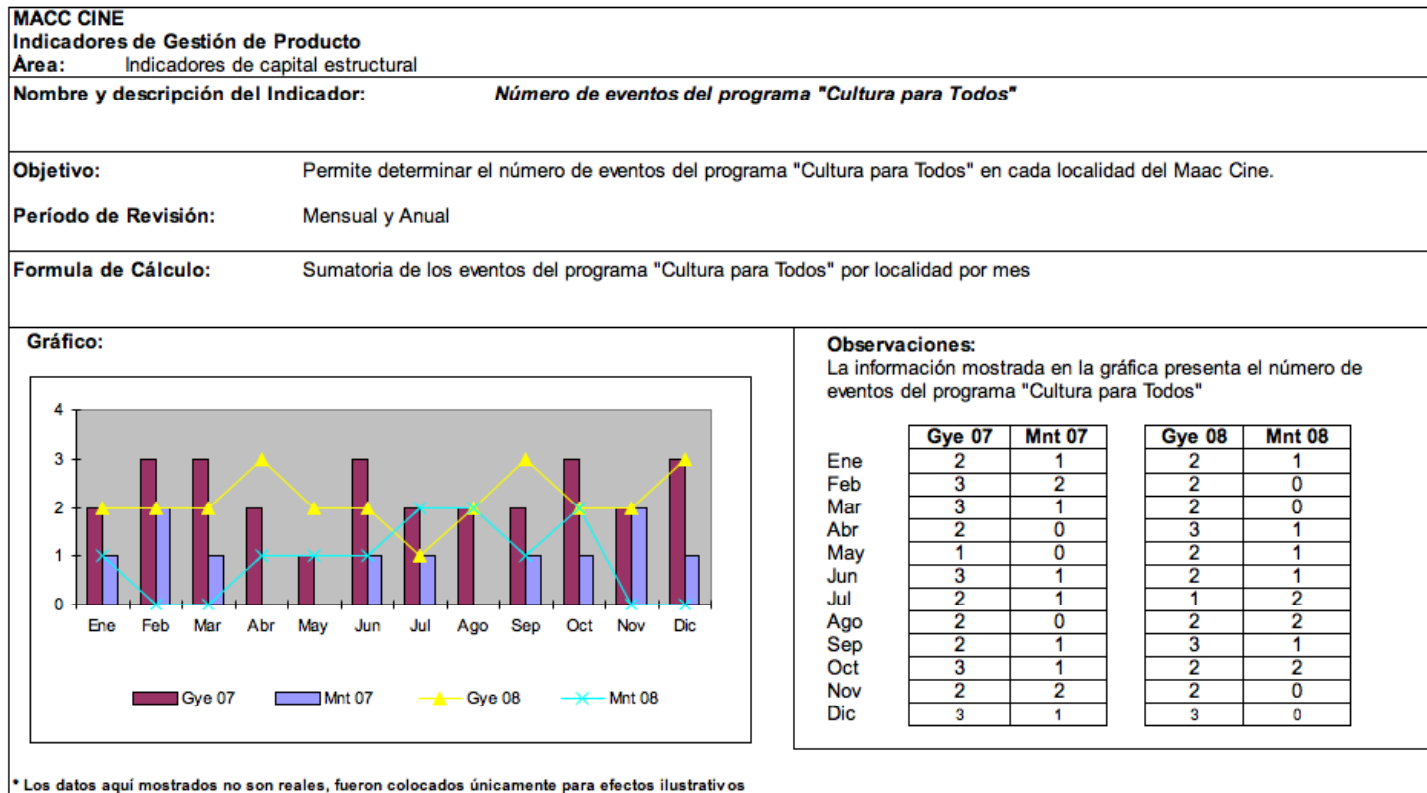 MACC CINE
Indicadores de Gestión de Producto
Área: Indicadores de capital estructural
Nombre y descripción del Indicador: Número de eventos del programa "Cultura para Todos"
Objetivo: Permite determinar el número de eventos del programa "Cultura para Todos" en cada localidad del Maac Cine.
Período de Revisión: Mensual y Anual
Formula de Cálculo: Sumatoria de los eventos del programa "Cultura para Todos" por localidad por mes
Gráfico:
4
3
2
1
0
Ene Feb Mar Abr May Jun Jul Ago Sep Oct Nov Dic
Gye 07 Mnt 07 Gye 08 Mnt 08
Observaciones:
La información mostrada en la gráfica presenta el número de
eventos del programa "Cultura para Todos"
Gye 07 Mnt 07 Gye 08 Mnt 08
Ene 2 1 2 1
Feb 3 2 2 0
Mar 3 1 2 0
Abr 2 0 3 1
May 1 0 2 1
Jun 3 1 2 1
Jul 2 1 1 2
Ago 2 0 2 2
Sep 2 1 3 1
Oct 3 1 2 2
Nov 2 2 2 0
Dic 3 1 3 0
* Los datos aquí mostrados no son reales, fueron colocados únicamente para efectos ilustrativos